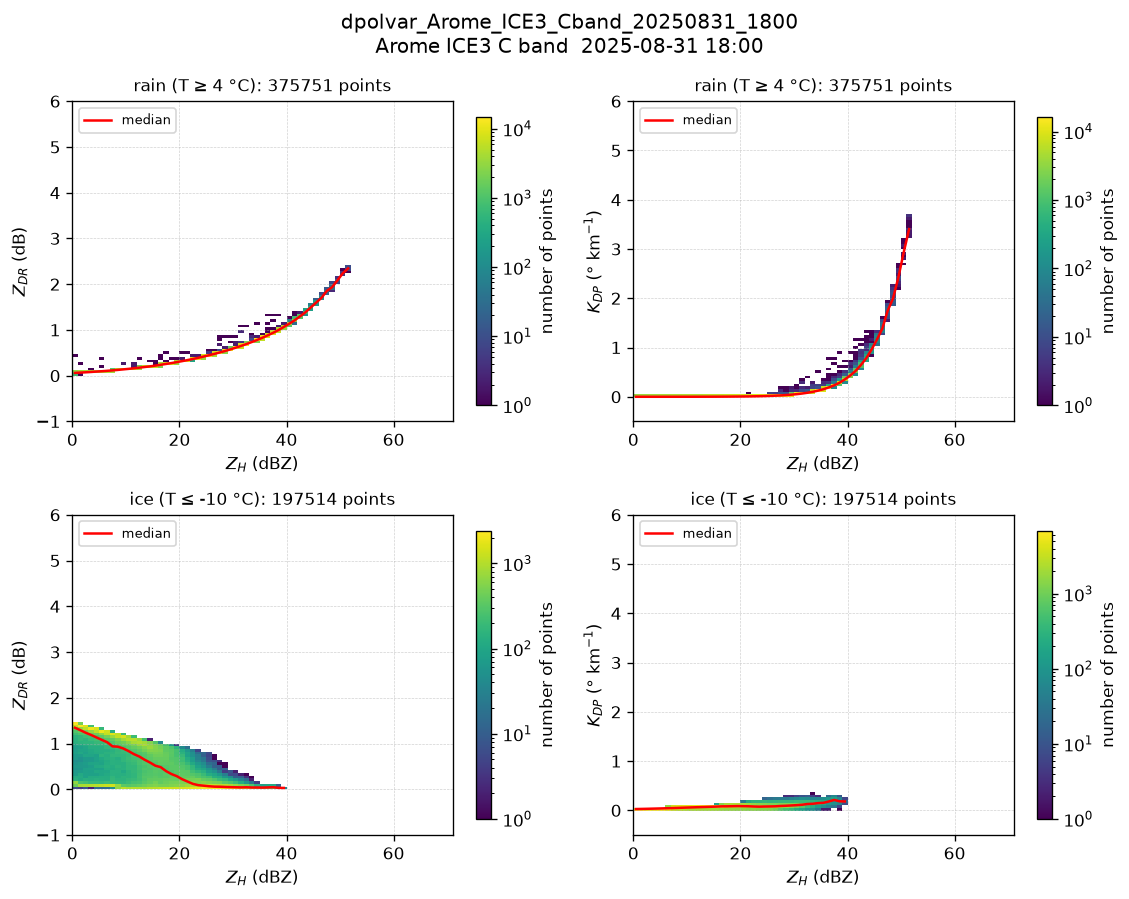 dpolvar_Arome_ICE3_Cband_20250831_1800
Arome ICE3 C band  2025-08-31 18:00
rain (T ≥ 4 °C): 375751 points
median
6
5
4
3
2
1
0
−1
0
20
40
60
Z_DR (dB)
Z_H (dBZ)
10^4
10^3
10^2
10^1
10^0
number of points
rain (T ≥ 4 °C): 375751 points
median
6
5
4
3
2
1
0
0
20
40
60
K_DP (° km^−1)
Z_H (dBZ)
10^4
10^3
10^2
10^1
10^0
number of points
ice (T ≤ -10 °C): 197514 points
median
6
5
4
3
2
1
0
−1
0
20
40
60
Z_DR (dB)
Z_H (dBZ)
10^3
10^2
10^1
10^0
number of points
ice (T ≤ -10 °C): 197514 points
median
6
5
4
3
2
1
0
0
20
40
60
K_DP (° km^−1)
Z_H (dBZ)
10^3
10^2
10^1
10^0
number of points